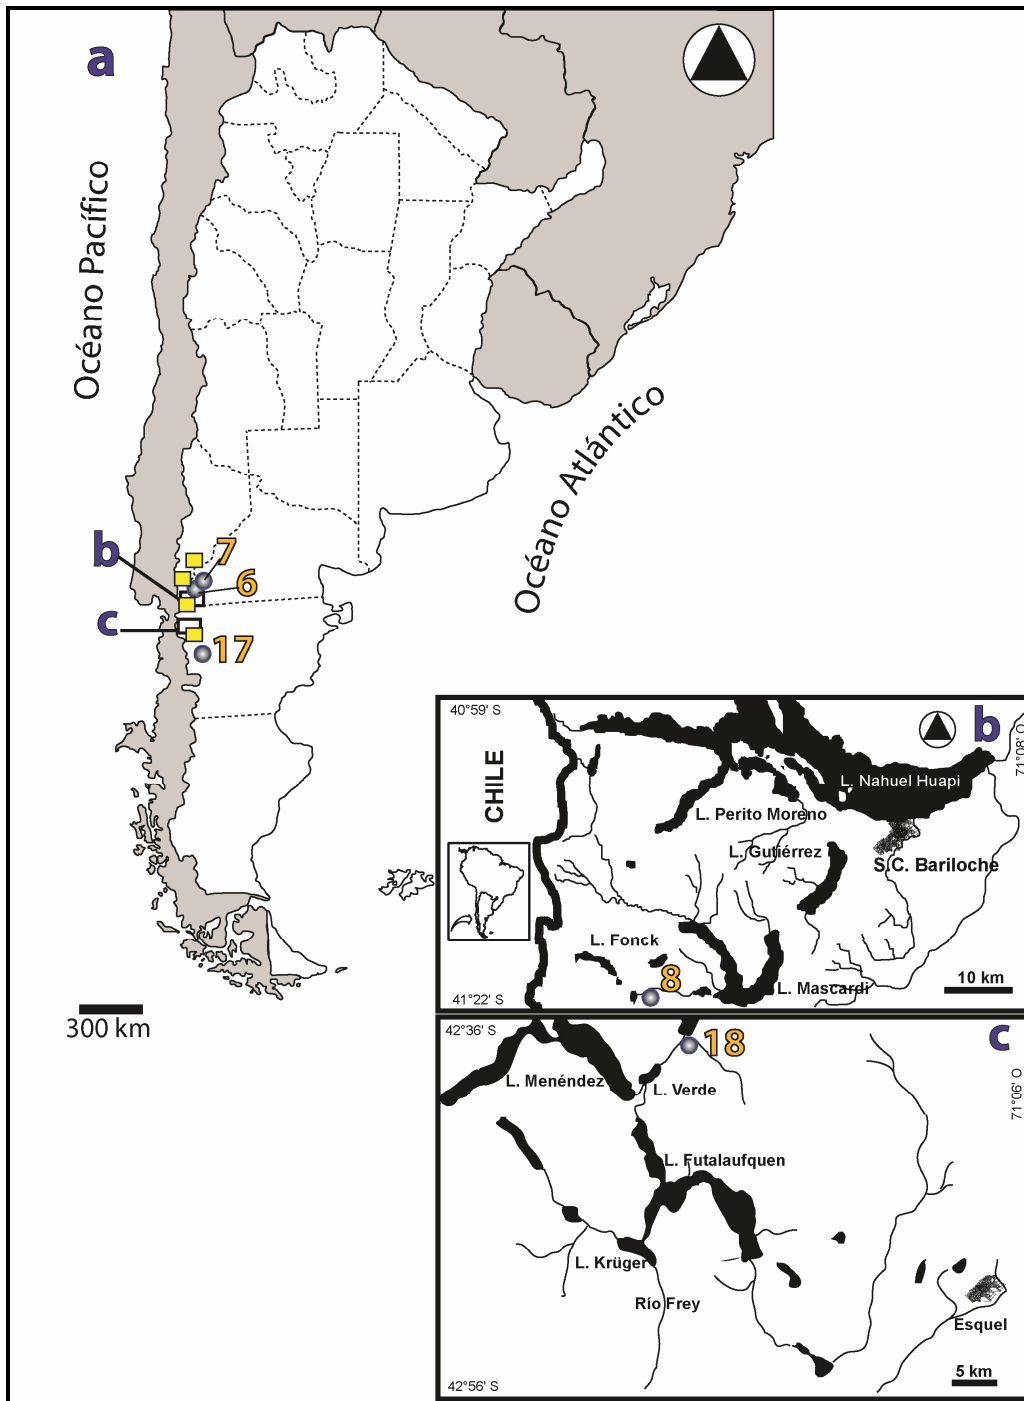 a
Océano Pacífico
Océano Atlántico
b
7
6
c
17
300 km
40°59' S
b
71°08' O
CHILE
L. Nahuel Huapi
L. Perito Moreno
L. Gutiérrez
S.C. Bariloche
L. Fonck
8
L. Mascardi
41°22' S
10 km
42°36' S
18
c
L. Menéndez
L. Verde
71°06' O
L. Futalaufquen
L. Krüger
Río Frey
Esquel
42°56' S
5 km